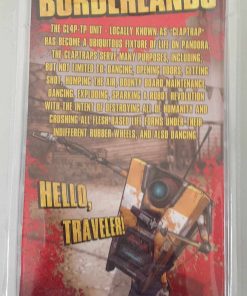 BORDERLANDS
THE CL4P-TP UNIT - LOCALLY KNOWN AS "CLAPTRAP"
HAS BECOME A UBIQUITOUS FIXTURE OF LIFE ON PANDORA.
THE CLAPTRAPS SERVE MANY PURPOSES, INCLUDING,
BUT NOT LIMITED TO DANCING, OPENING DOORS, GETTING
SHOT, HUMPING THE AIR, BOUNTY BOARD MAINTENANCE,
DANCING, EXPLODING, SPARKING A ROBOT REVOLUTION
WITH THE INTENT OF DESTROYING ALL OF HUMANITY AND
CRUSHING ALL FLESH-BASED LIFE FORMS UNDER THEIR
INDIFFERENT RUBBER WHEELS, AND ALSO DANCING.
HELLO,
TRAVELER!